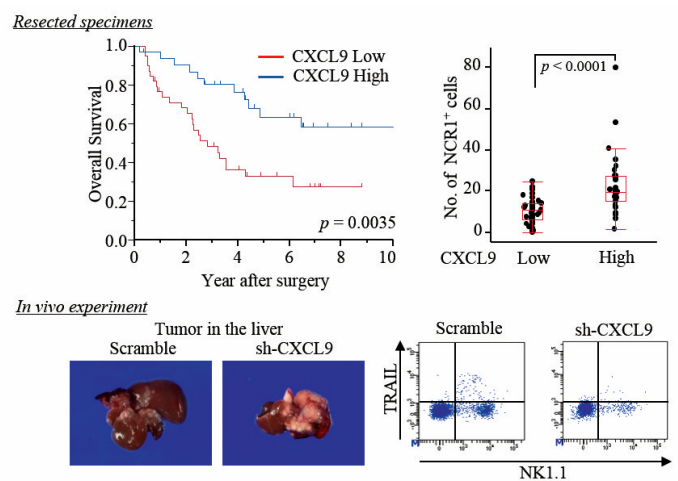 Resected specimens
CXCL9 Low
CXCL9 High
Overall Survival
1.0
0.8
0.6
0.4
0.2
0.0
p = 0.0035
0 2 4 6 8 10
Year after surgery
p < 0.0001
No. of NCR1+ cells
80
60
40
20
0
CXCL9 Low High
In vivo experiment
Tumor in the liver
Scramble sh-CXCL9
Scramble sh-CXCL9
TRAIL
NK1.1